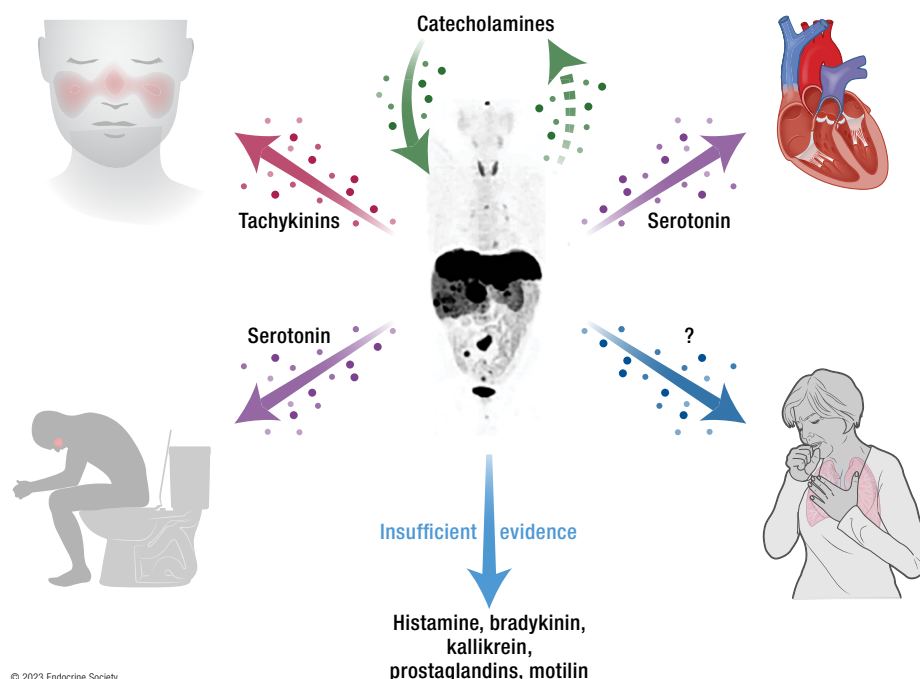 Catecholamines
Tachykinins
Serotonin
Serotonin
?
Insufficient evidence
Histamine, bradykinin,
kallikrein,
prostaglandins, motilin
© 2023 Endocrine Society